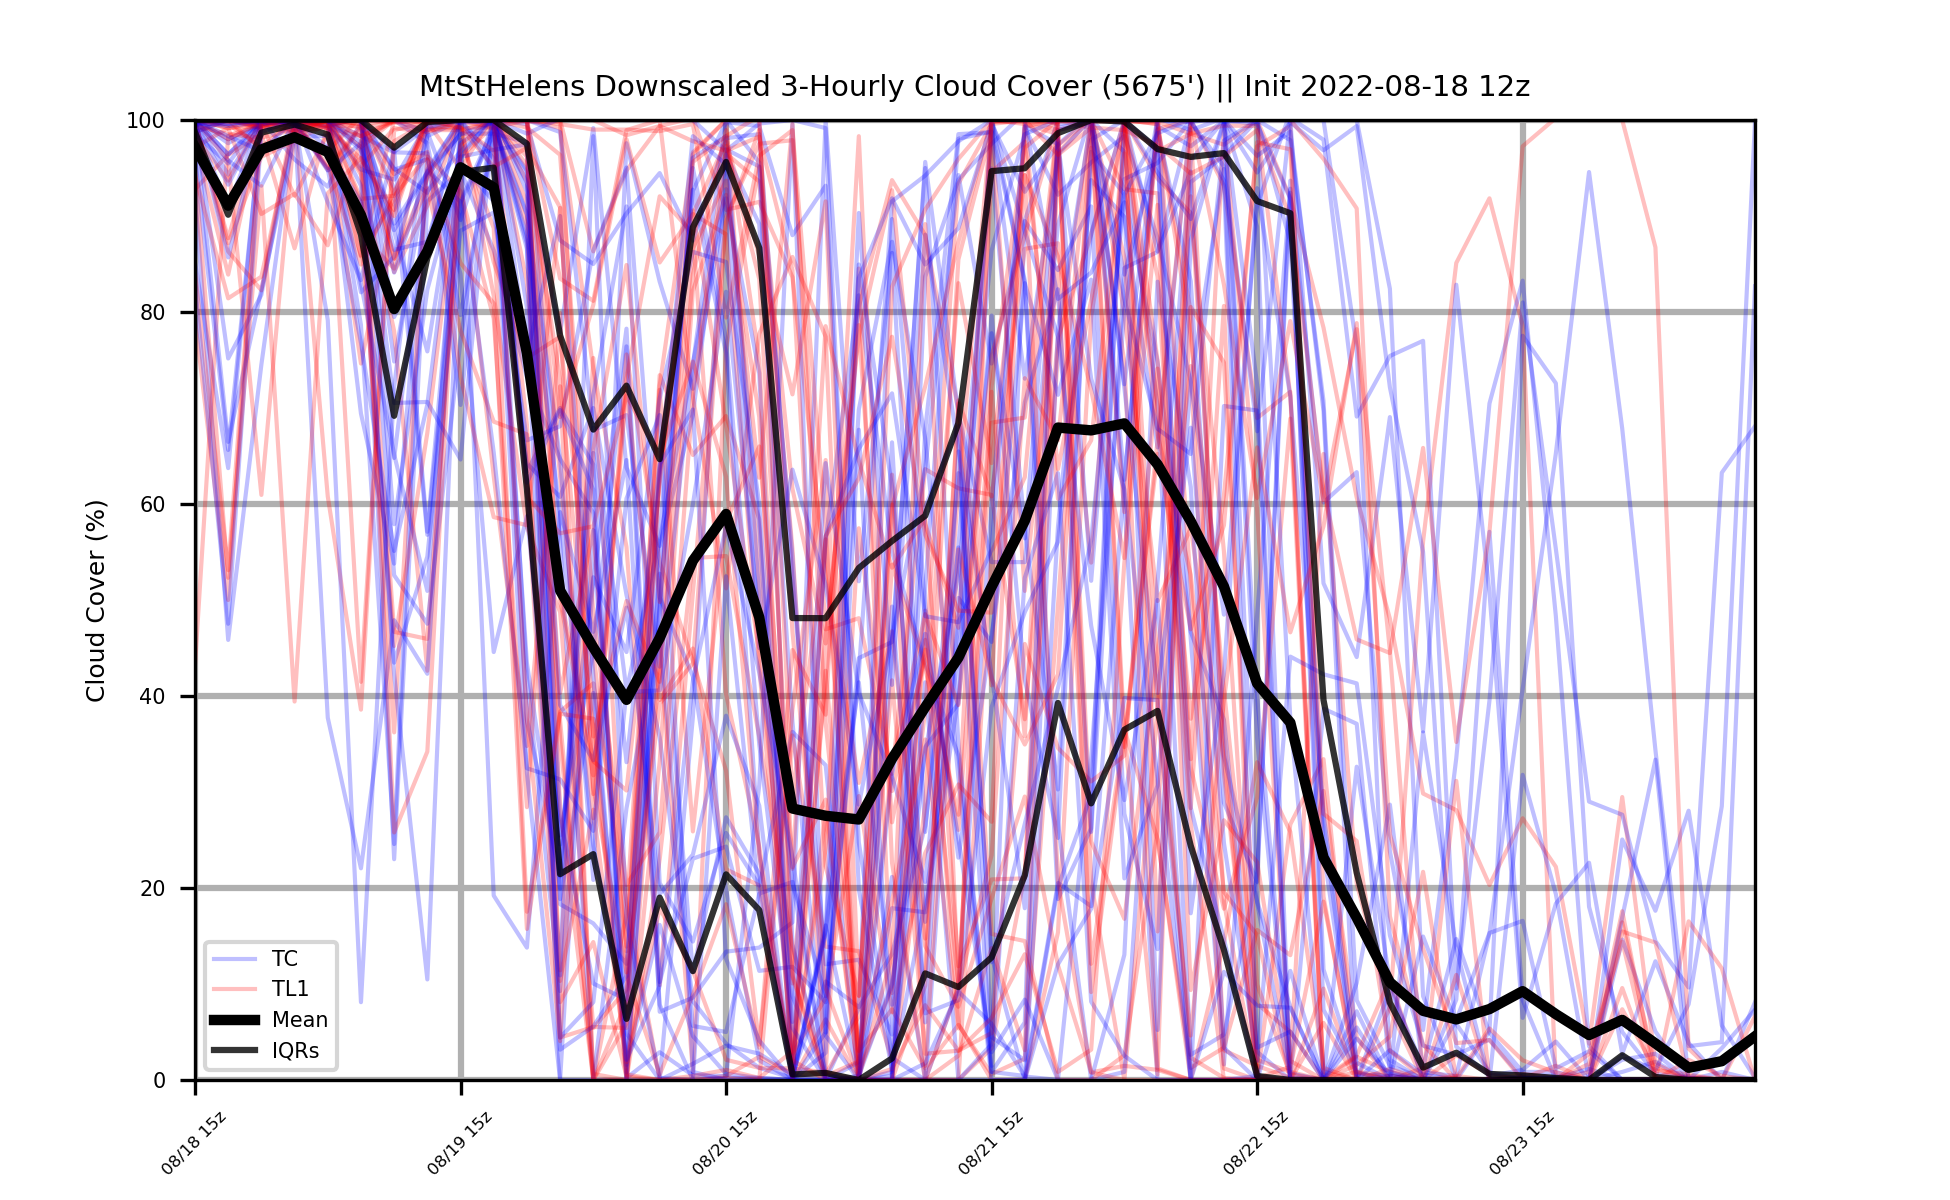 MtStHelens Downscaled 3-Hourly Cloud Cover (5675') || Init 2022-08-18 12z
Cloud Cover (%)
100
80
60
40
20
0
TC
TL1
Mean
IQRs
08/18 15z
08/19 15z
08/20 15z
08/21 15z
08/22 15z
08/23 15z